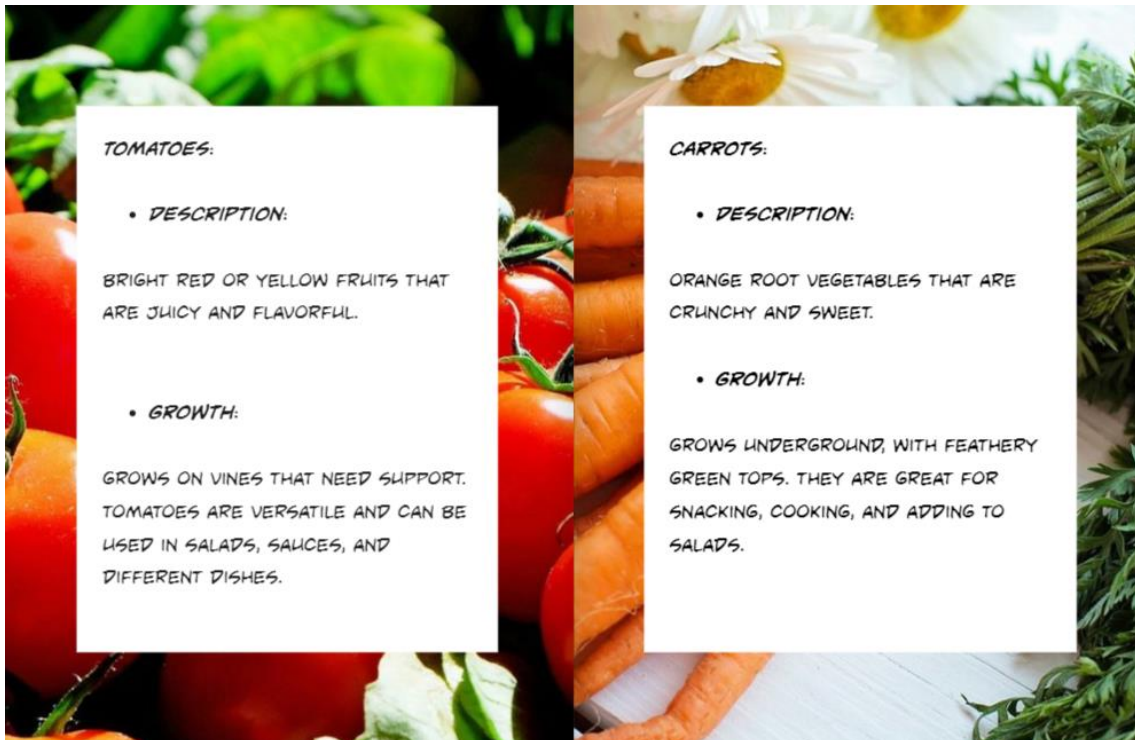 TOMATOES:
• DESCRIPTION:
BRIGHT RED OR YELLOW FRUITS THAT
ARE JUICY AND FLAVORFUL.
• GROWTH:
GROWS ON VINES THAT NEED SUPPORT.
TOMATOES ARE VERSATILE AND CAN BE
USED IN SALADS, SAUCES, AND
DIFFERENT DISHES.
CARROTS:
• DESCRIPTION:
ORANGE ROOT VEGETABLES THAT ARE
CRUNCHY AND SWEET.
• GROWTH:
GROWS UNDERGROUND, WITH FEATHERY
GREEN TOPS. THEY ARE GREAT FOR
SNACKING, COOKING, AND ADDING TO
SALADS.